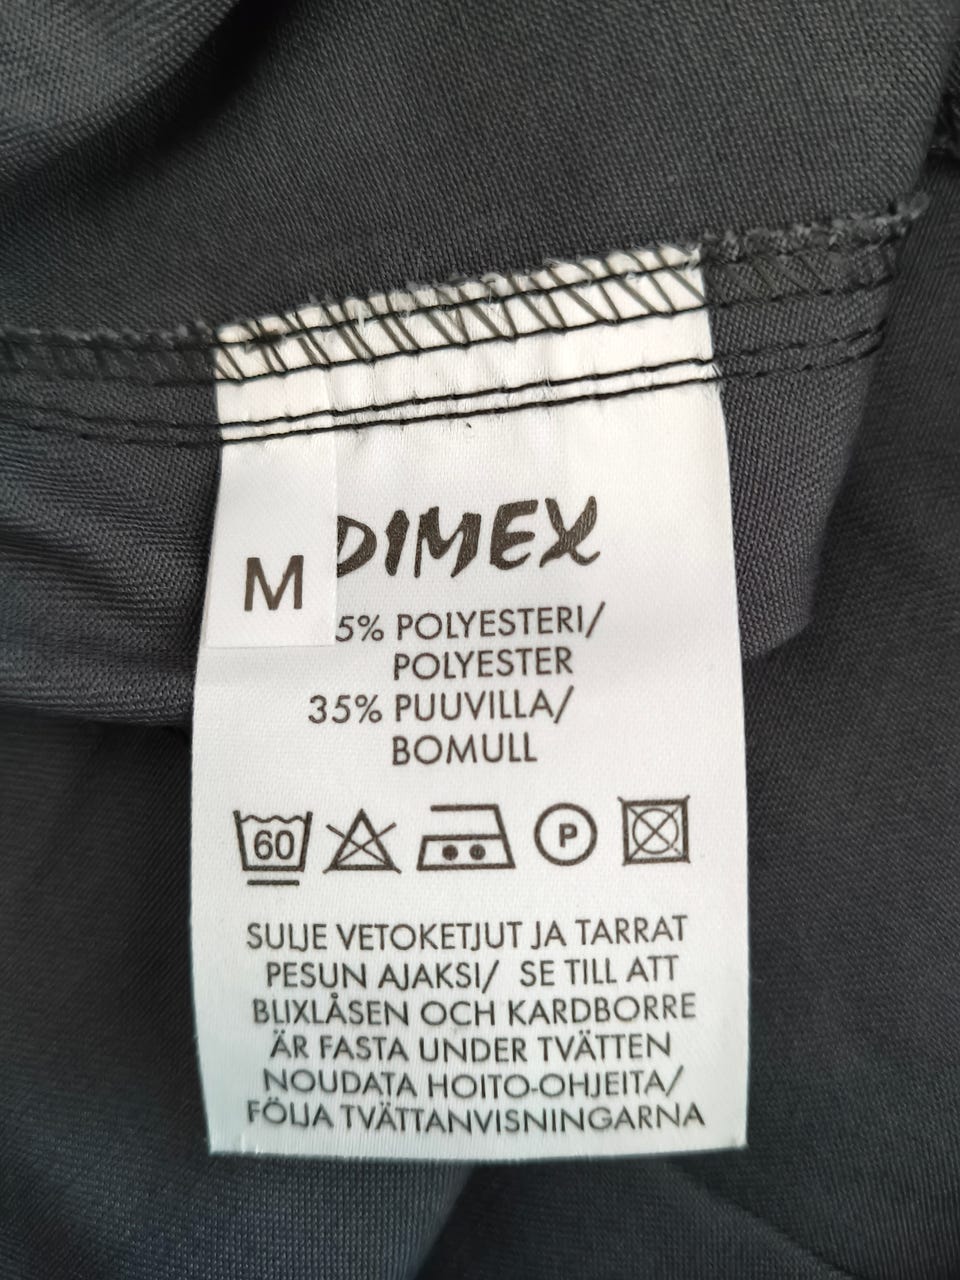 DIMEX
M
5% POLYESTERI/
POLYESTER
35% PUUVILLA/
BOMULL
60
P
SULJE VETOKETJUT JA TARRAT
PESUN AJAKSI/ SE TILL ATT
BLIXLÅSEN OCH KARDBORRE
ÄR FASTA UNDER TVÄTTEN
NOUDATA HOITO-OHJEITA/
FÖLJA TVÄTTANVISNINGARNA